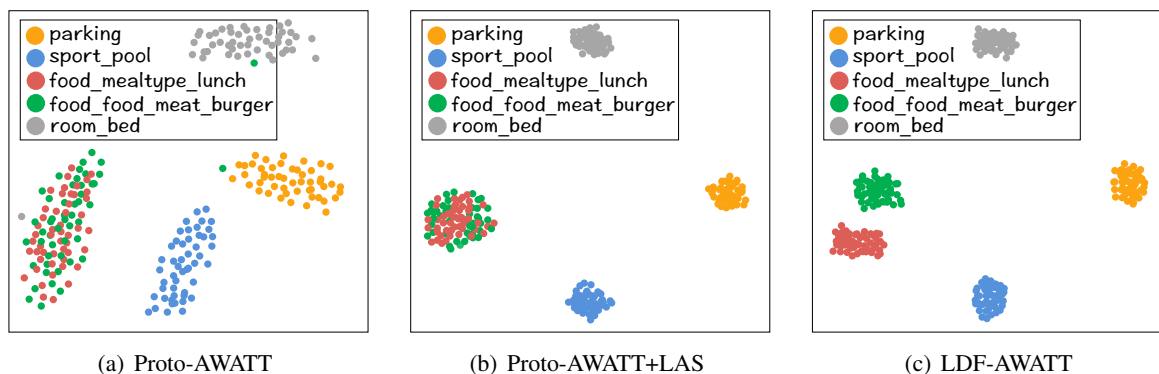 parking
sport_pool
food_mealtype_lunch
food_food_meat_burger
room_bed
parking
sport_pool
food_mealtype_lunch
food_food_meat_burger
room_bed
parking
sport_pool
food_mealtype_lunch
food_food_meat_burger
room_bed
(a) Proto-AWATT
(b) Proto-AWATT+LAS
(c) LDF-AWATT